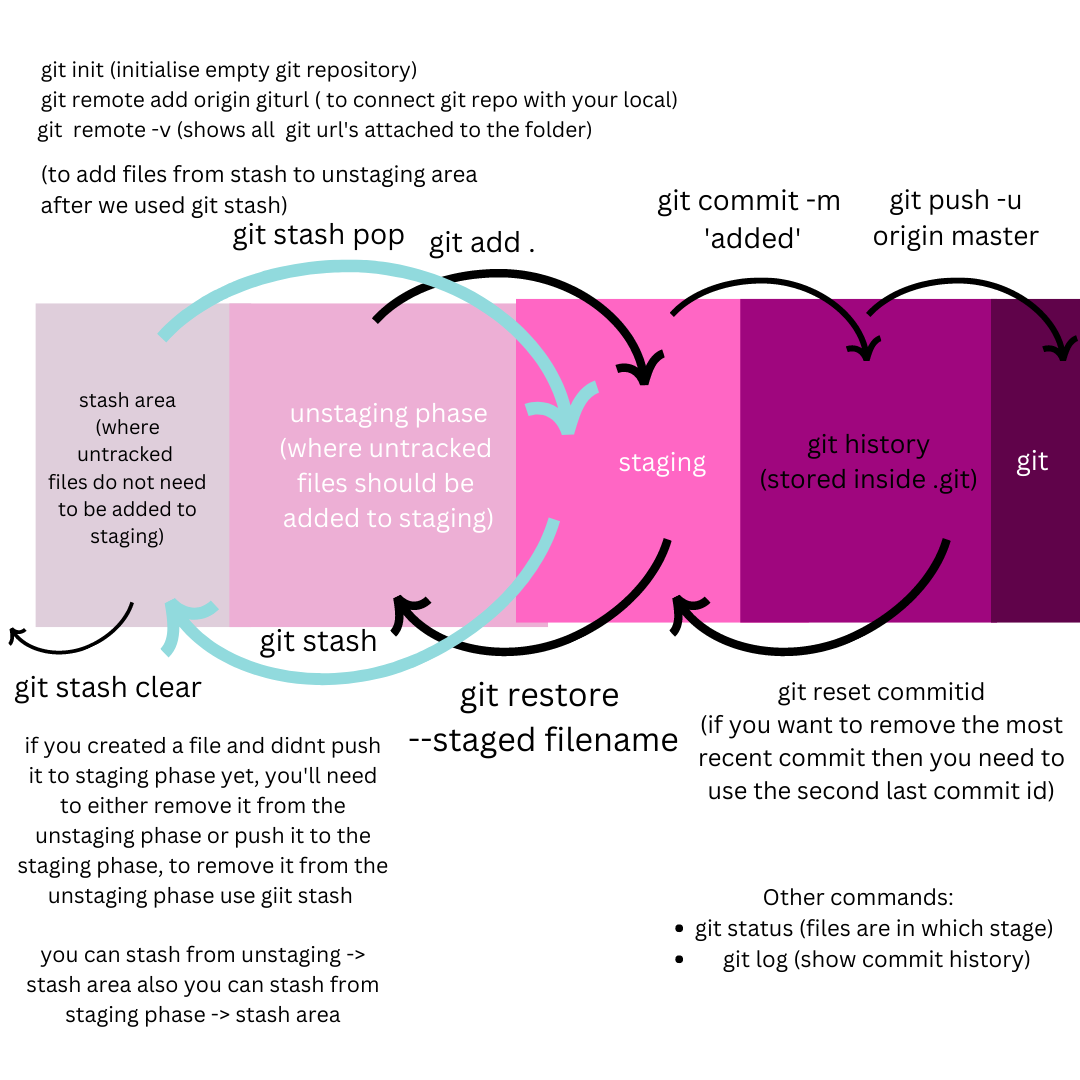 git init (initialise empty git repository)
git remote add origin giturl ( to connect git repo with your local)
git  remote -v (shows all  git url's attached to the folder)
(to add files from stash to unstaging area
after we used git stash)
git stash pop
git add .
git commit -m
'added'
git push -u
origin master
stash area
(where
untracked
files do not need
to be added to
staging)
unstaging phase
(where untracked
files should be
added to staging)
staging
git history
(stored inside .git)
git
git stash clear
git stash
git restore
--staged filename
git reset commitid
(if you want to remove the most
recent commit then you need to
use the second last commit id)
if you created a file and didnt push
it to staging phase yet, you'll need
to either remove it from the
unstaging phase or push it to the
staging phase, to remove it from the
unstaging phase use giit stash
you can stash from unstaging ->
stash area also you can stash from
staging phase -> stash area
Other commands:
• git status (files are in which stage)
• git log (show commit history)